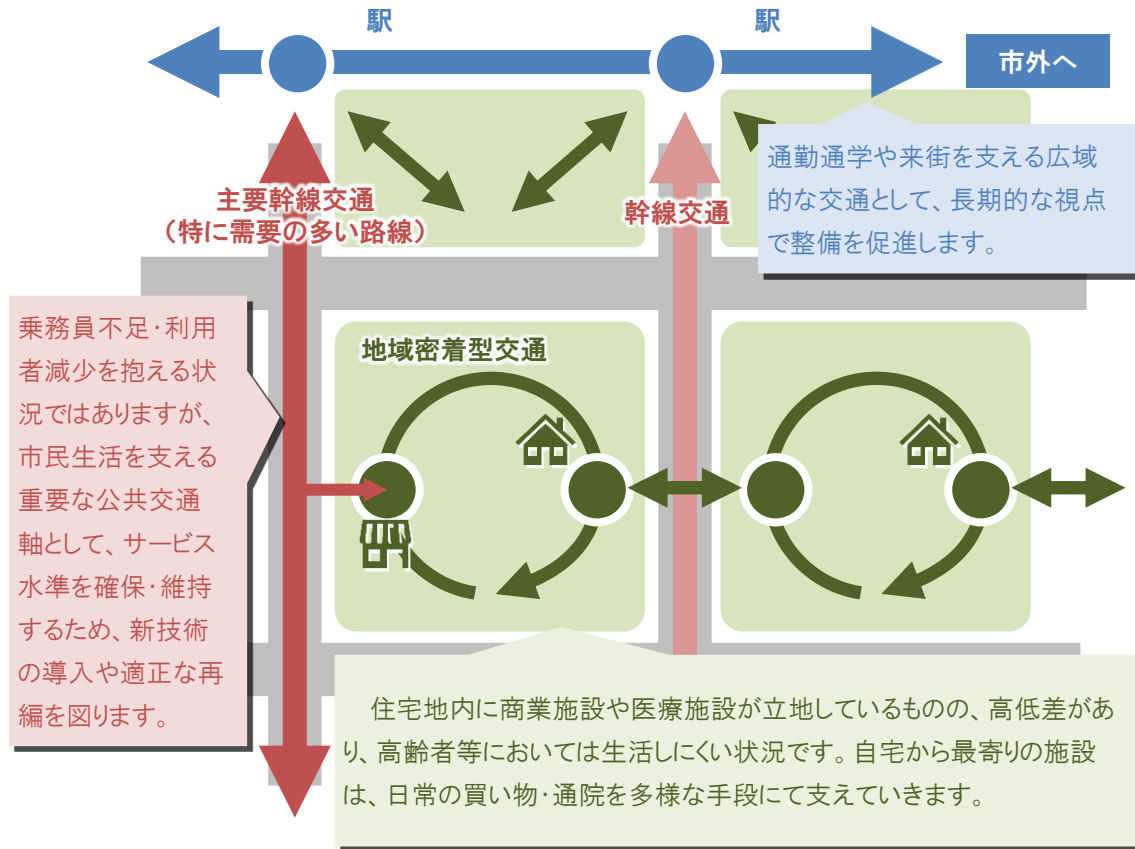 駅
駅
市外へ
通勤通学や来街を支える広域
的な交通として、長期的な視点
で整備を促進します。
主要幹線交通
（特に需要の多い路線）
幹線交通
乗務員不足・利用
者減少を抱える状
況ではありますが、
市民生活を支える
重要な公共交通
軸として、サービス
水準を確保・維持
するため、新技術
の導入や適正な再
編を図ります。
地域密着型交通
住宅地内に商業施設や医療施設が立地しているものの、高低差があ
り、高齢者等においては生活しにくい状況です。自宅から最寄りの施設
は、日常の買い物・通院を多様な手段にて支えていきます。